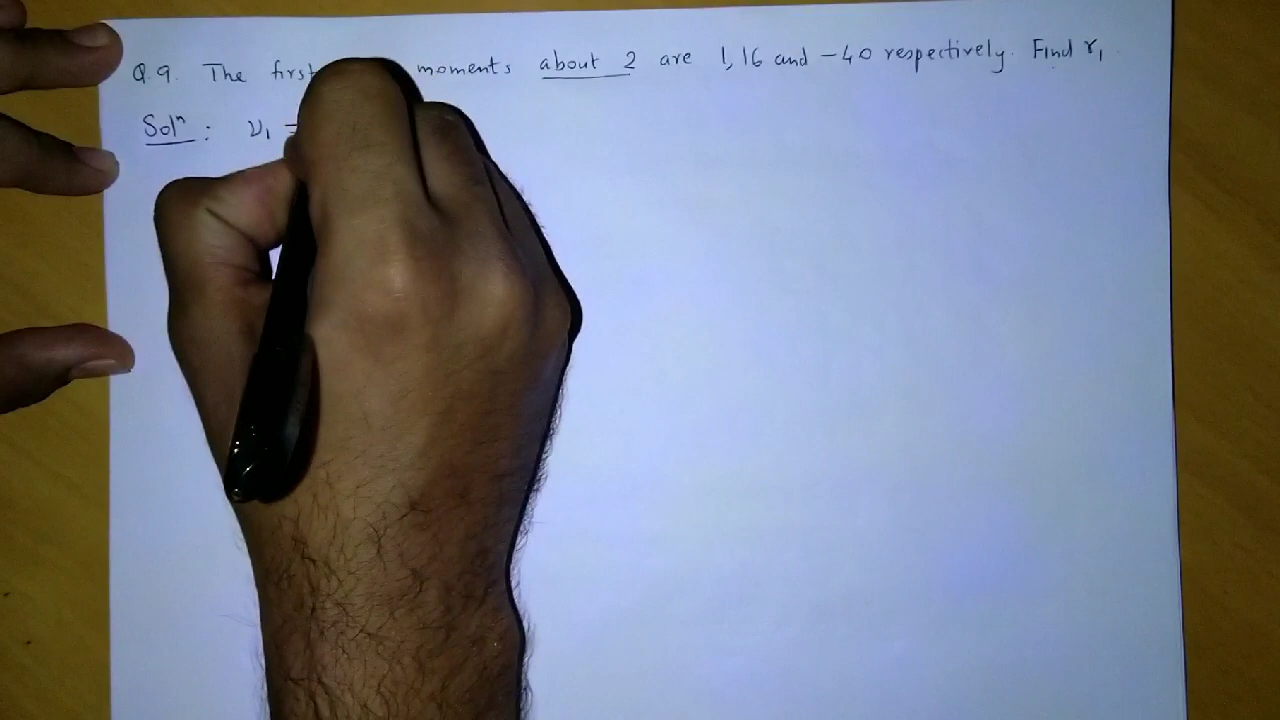 Q.9. The first moments about 2 are 1, 16 and -40 respectively. Find γ₁
Solⁿ : ν₁ =